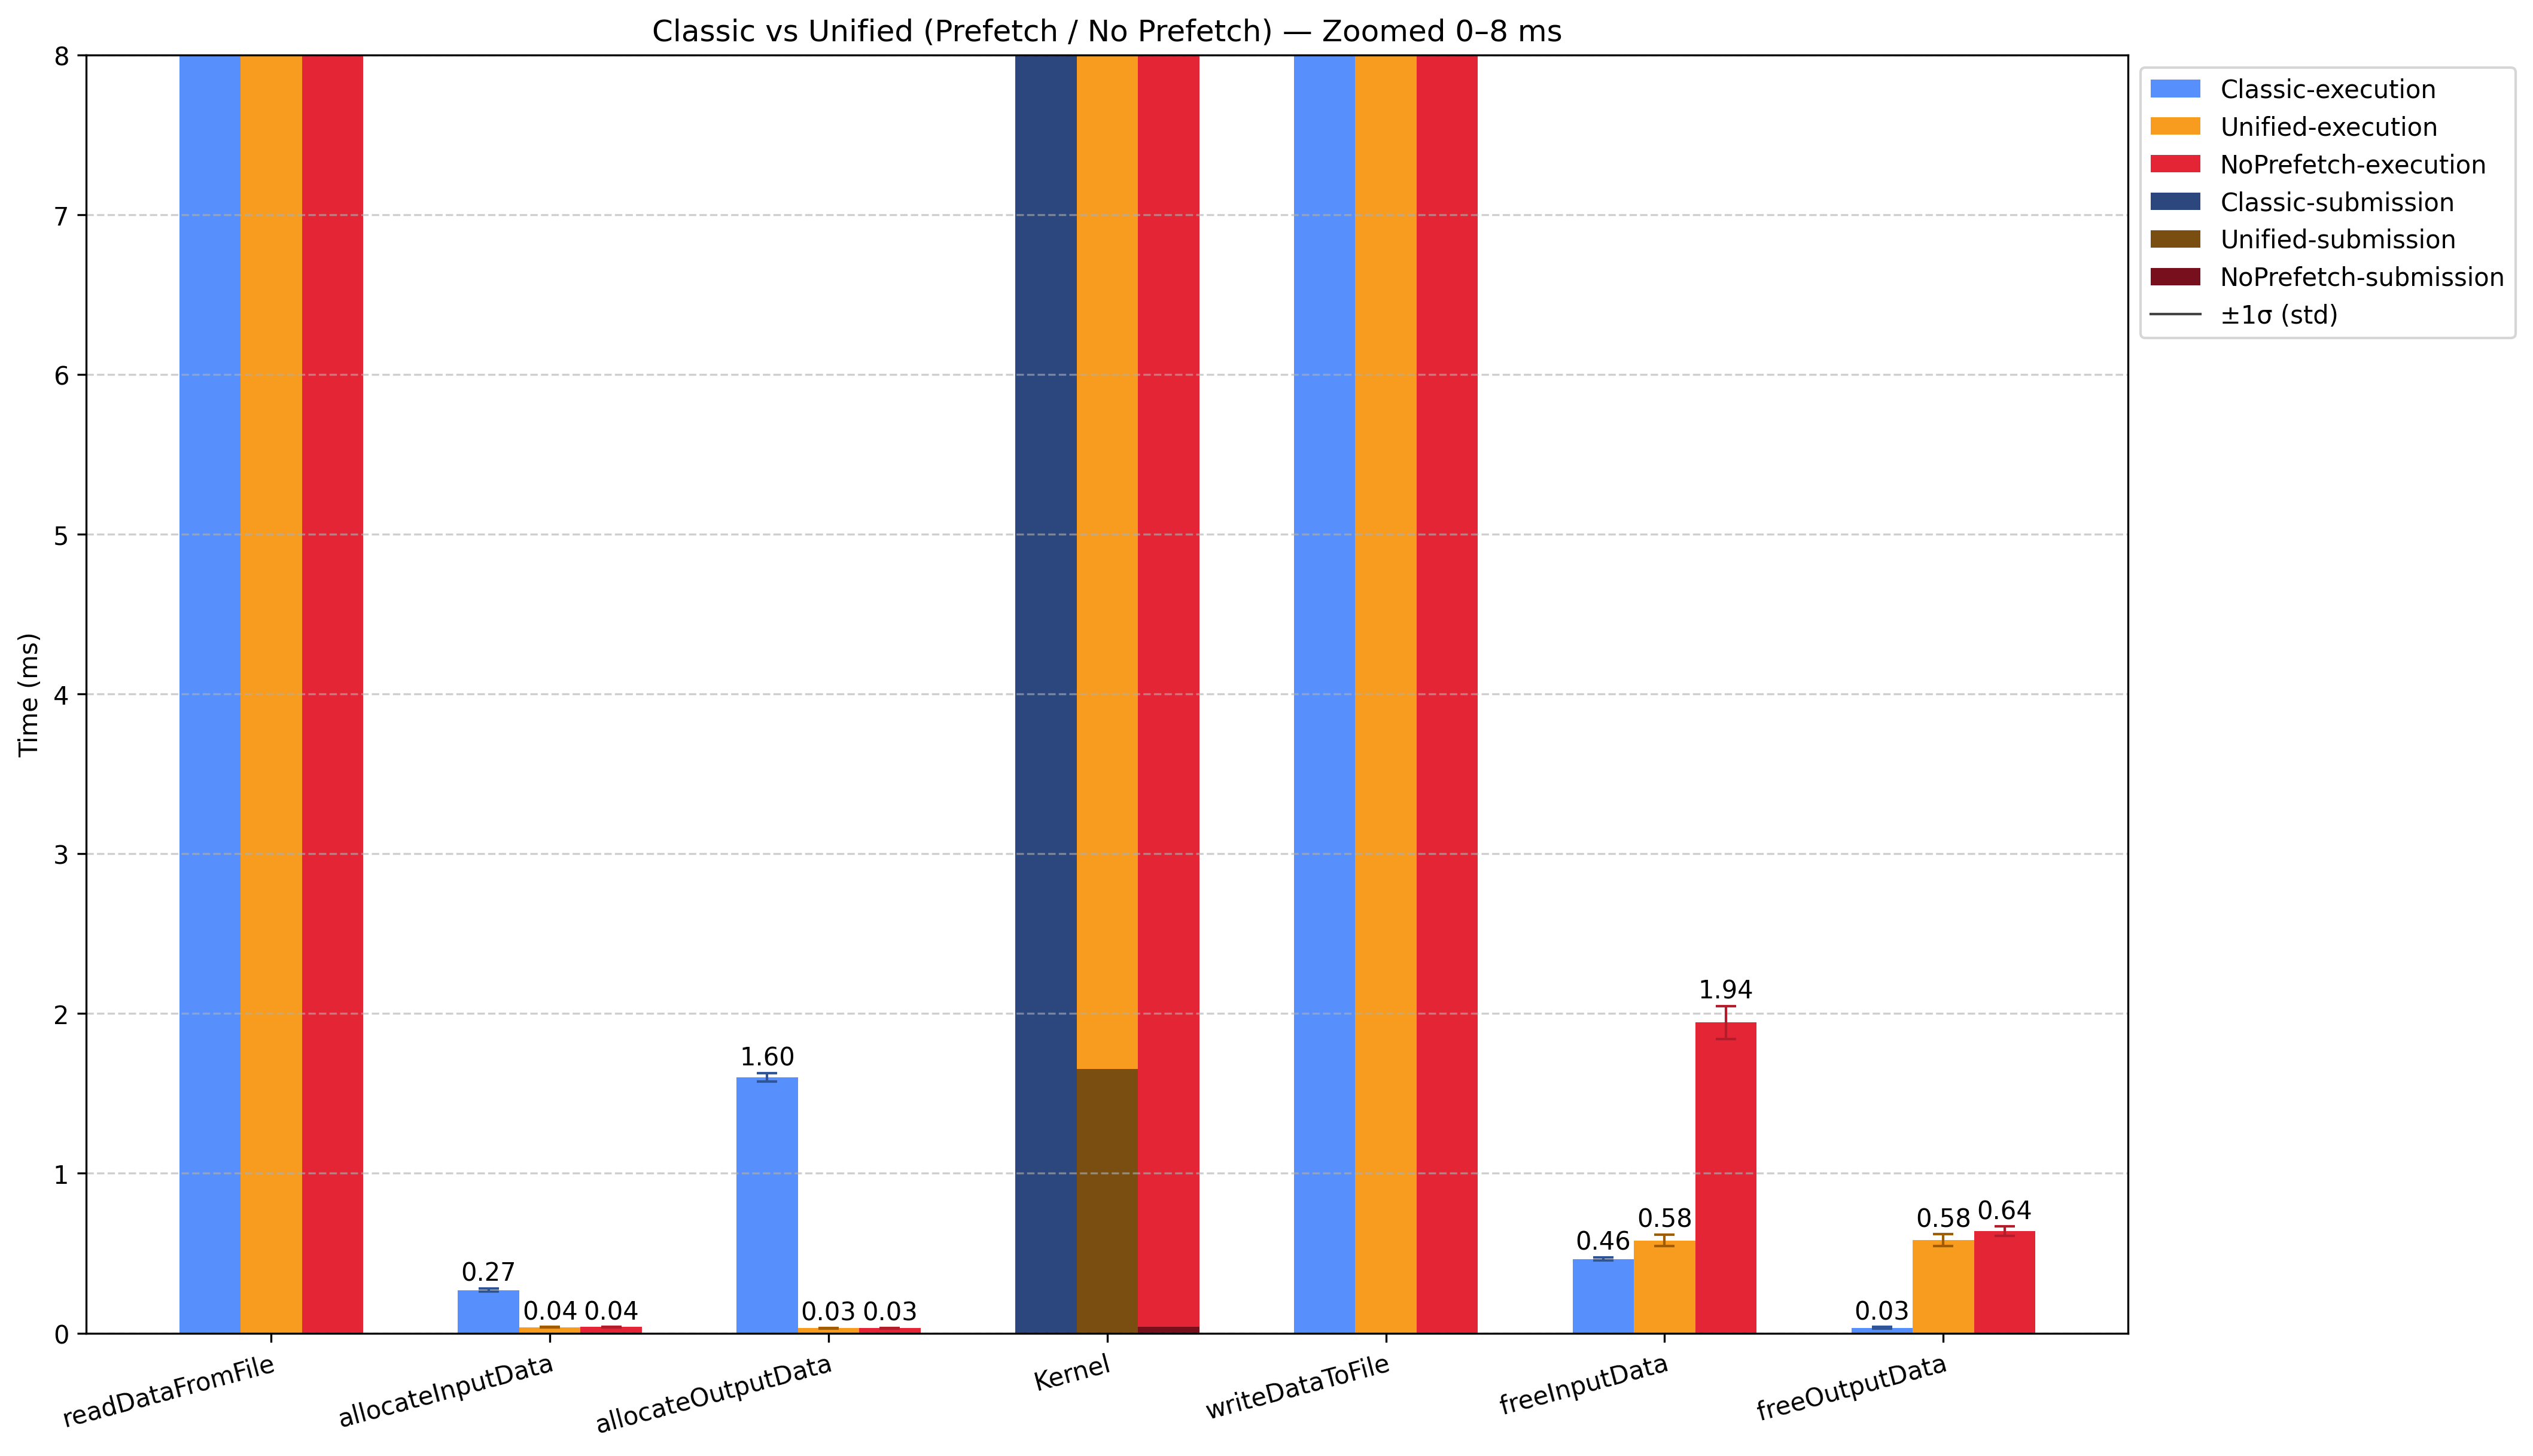 Classic vs Unified (Prefetch / No Prefetch) — Zoomed 0–8 ms
Time (ms)
8
7
6
5
4
3
2
1
0
0.27
0.04
0.04
1.60
0.03
0.03
0.46
0.58
1.94
0.03
0.58
0.64
readDataFromFile
allocateInputData
allocateOutputData
Kernel
writeDataToFile
freeInputData
freeOutputData
Classic-execution
Unified-execution
NoPrefetch-execution
Classic-submission
Unified-submission
NoPrefetch-submission
±1σ (std)